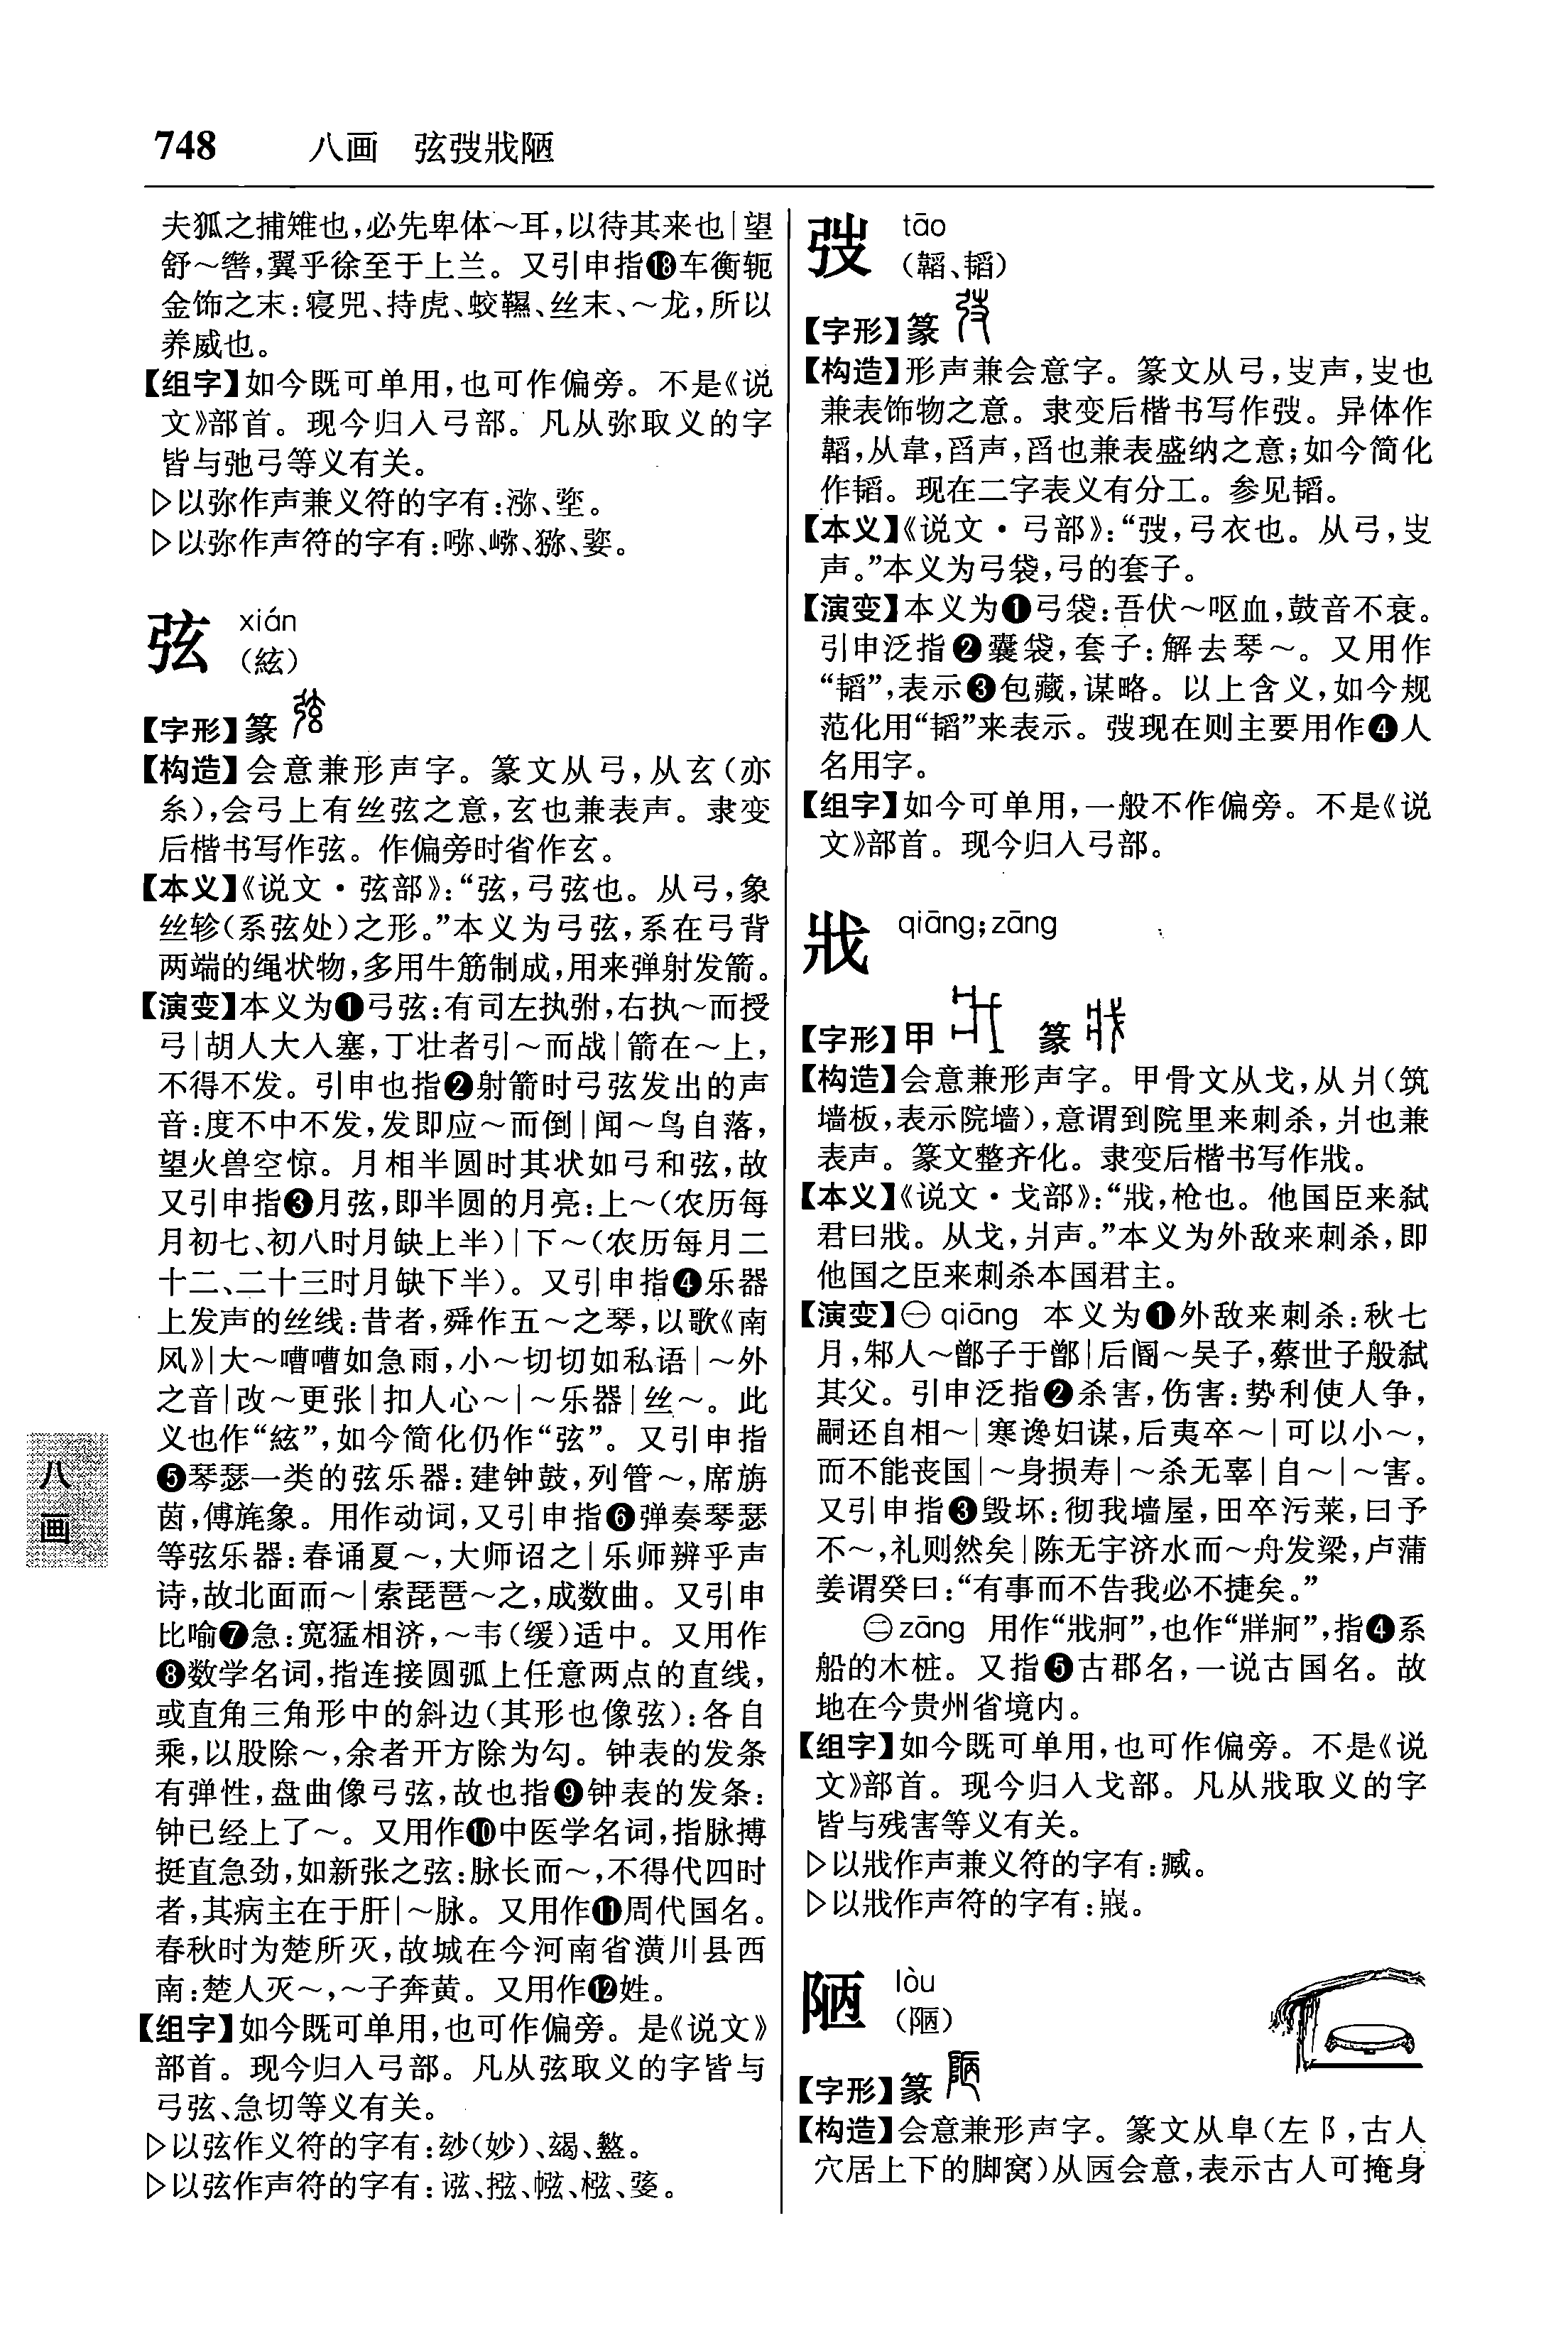 748 八画 弦弢戕陋
夫狐之捕雉也,必先卑体～耳,以待其来也|望
舒～辔,翼乎徐至于上兰。又引申指⓲车衡轭
金饰之末:寝兕、持虎、蛟韅、丝末、～龙,所以
养威也。
【组字】如今既可单用,也可作偏旁。不是《说
文》部首。现今归入弓部。凡从弥取义的字
皆与弛弓等义有关。
▷以弥作声兼义符的字有:渳、。
▷以弥作声符的字有:、、猕、。
弦 xián
(絃)
【字形】篆
【构造】会意兼形声字。篆文从弓,从玄(亦
糸),会弓上有丝弦之意,玄也兼表声。隶变
后楷书写作弦。作偏旁时省作玄。
【本义】《说文·弦部》:“弦,弓弦也。从弓,象
丝轸(系弦处)之形。”本义为弓弦,系在弓背
两端的绳状物,多用牛筋制成,用来弹射发箭。
【演变】本义为❶弓弦:有司左执弣,右执～而授
弓|胡人大入塞,丁壮者引～而战|箭在～上,
不得不发。引申也指❷射箭时弓弦发出的声
音:度不中不发,发即应～而倒|闻～鸟自落,
望火兽空惊。月相半圆时其状如弓和弦,故
又引申指❸月弦,即半圆的月亮:上～(农历每
月初七、初八时月缺上半)|下～(农历每月二
十二、二十三时月缺下半)。又引申指❹乐器
上发声的丝线:昔者,舜作五～之琴,以歌《南
风》|大～嘈嘈如急雨,小～切切如私语|～外
之音|改～更张|扣人心～|～乐器|丝～。此
义也作“絃”,如今简化仍作“弦”。又引申指
❺琴瑟一类的弦乐器:建钟鼓,列管～,席旃
茵,傅旄象。用作动词,又引申指❻弹奏琴瑟
等弦乐器:春诵夏～,大师诏之|乐师辨乎声
诗,故北面而～|索琵琶～之,成数曲。又引申
比喻❼急:宽猛相济,～韦(缓)适中。又用作
❽数学名词,指连接圆弧上任意两点的直线,
或直角三角形中的斜边(其形也像弦):各自
乘,以股除～,余者开方除为勾。钟表的发条
有弹性,盘曲像弓弦,故也指❾钟表的发条:
钟已经上了～。又用作❿中医学名词,指脉搏
挺直急劲,如新张之弦:脉长而～,不得代四时
者,其病主在于肝|～脉。又用作⓫周代国名。
春秋时为楚所灭,故城在今河南省潢川县西
南:楚人灭～,～子奔黄。又用作⓬姓。
【组字】如今既可单用,也可作偏旁。是《说文》
部首。现今归入弓部。凡从弦取义的字皆与
弓弦、急切等义有关。
▷以弦作义符的字有:玅(妙)、竭、盭。
▷以弦作声符的字有:、、、、。
弢 tāo
(韜、韬)
【字形】篆
【构造】形声兼会意字。篆文从弓,㞢声,㞢也
兼表饰物之意。隶变后楷书写作弢。异体作
韜,从韋,舀声,舀也兼表盛纳之意;如今简化
作韬。现在二字表义有分工。参见韬。
【本义】《说文·弓部》:“弢,弓衣也。从弓,㞢
声。”本义为弓袋,弓的套子。
【演变】本义为❶弓袋:吾伏～呕血,鼓音不衰。
引申泛指❷囊袋,套子:解去琴～。又用作
“韬”,表示❸包藏,谋略。以上含义,如今规
范化用“韬”来表示。弢现在则主要用作❹人
名用字。
【组字】如今可单用,一般不作偏旁。不是《说
文》部首。现今归入弓部。
戕 qiāng;zāng
【字形】甲 篆
【构造】会意兼形声字。甲骨文从戈,从爿(筑
墙板,表示院墙),意谓到院里来刺杀,爿也兼
表声。篆文整齐化。隶变后楷书写作戕。
【本义】《说文·戈部》:“戕,枪也。他国臣来弑
君曰戕。从戈,爿声。”本义为外敌来刺杀,即
他国之臣来刺杀本国君主。
【演变】㊀qiāng 本义为❶外敌来刺杀:秋七
月,邾人～鄫子于鄫|后阍～吴子,蔡世子般弑
其父。引申泛指❷杀害,伤害:势利使人争,
嗣还自相～|寒谗妇谋,后夷卒～|可以小～,
而不能丧国|～身损寿|～杀无辜|自～|～害。
又引申指❸毁坏:彻我墙屋,田卒污莱,曰予
不～,礼则然矣|陈无宇济水而～舟发梁,卢蒲
姜谓癸曰:“有事而不告我必不捷矣。”
㊁zāng 用作“戕牁”,也作“牂牁”,指❹系
船的木桩。又指❺古郡名,一说古国名。故
地在今贵州省境内。
【组字】如今既可单用,也可作偏旁。不是《说
文》部首。现今归入戈部。凡从戕取义的字
皆与残害等义有关。
▷以戕作声兼义符的字有:臧。
▷以戕作声符的字有:。
陋 lòu
(陋)
【字形】篆
【构造】会意兼形声字。篆文从阜(左阝,古人
穴居上下的脚窝)从㔷会意,表示古人可掩身
八
画